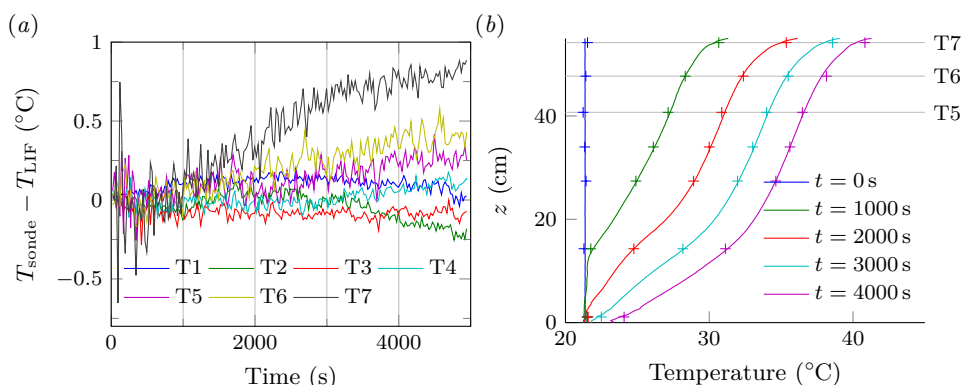 (a)
1
0.5
0
−0.5
0
2000
4000
Time (s)
T_sonde − T_LIF (°C)
T1 T2 T3 T4
T5 T6 T7
(b)
40
20
0
20
30
40
Temperature (°C)
z (cm)
T7
T6
T5
t = 0 s
t = 1000 s
t = 2000 s
t = 3000 s
t = 4000 s